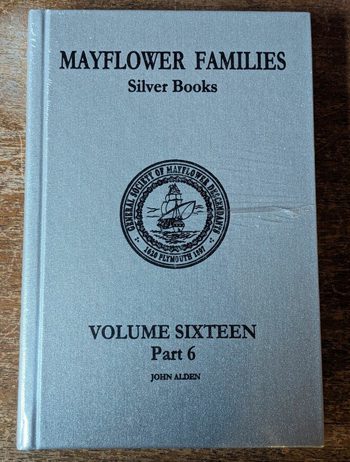 MAYFLOWER FAMILIES
Silver Books
GENERAL SOCIETY OF MAYFLOWER DESCENDANTS
1620 PLYMOUTH 1897
VOLUME SIXTEEN
Part 6
JOHN ALDEN